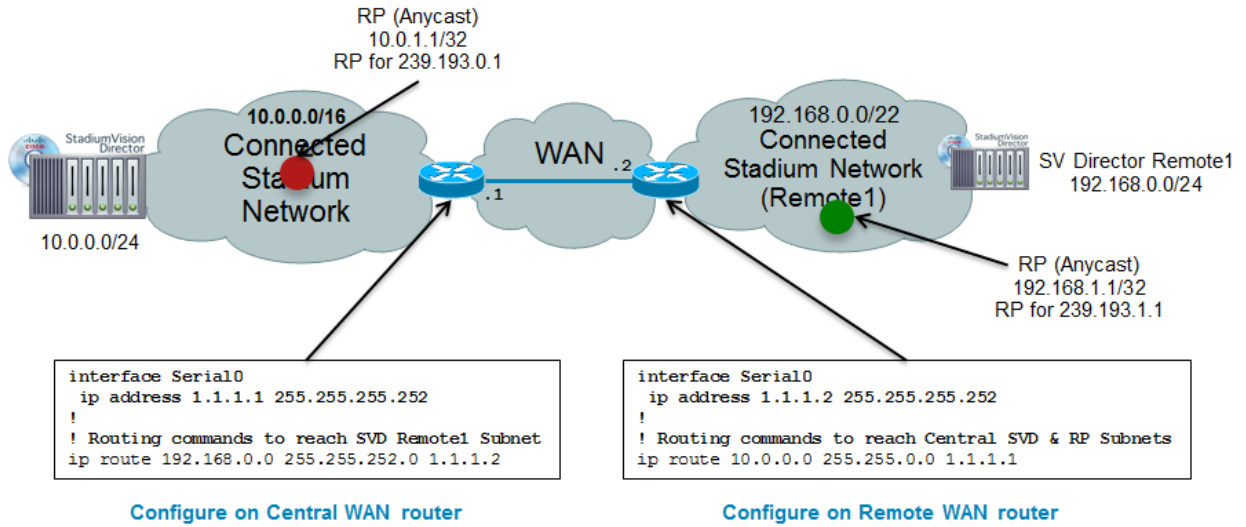 RP (Anycast)
10.0.1.1/32
RP for 239.193.0.1
10.0.0.0/16
Connected
Stadium
Network
StadiumVision
Director
CISCO
10.0.0.0/24
WAN
.1
.2
192.168.0.0/22
Connected
Stadium Network
(Remote1)
StadiumVision
Director
CISCO
SV Director Remote1
192.168.0.0/24
RP (Anycast)
192.168.1.1/32
RP for 239.193.1.1
interface Serial0
ip address 1.1.1.1 255.255.255.252
!
! Routing commands to reach SVD Remote1 Subnet
ip route 192.168.0.0 255.255.252.0 1.1.1.2
Configure on Central WAN router
interface Serial0
ip address 1.1.1.2 255.255.255.252
!
! Routing commands to reach Central SVD & RP Subnets
ip route 10.0.0.0 255.255.0.0 1.1.1.1
Configure on Remote WAN router